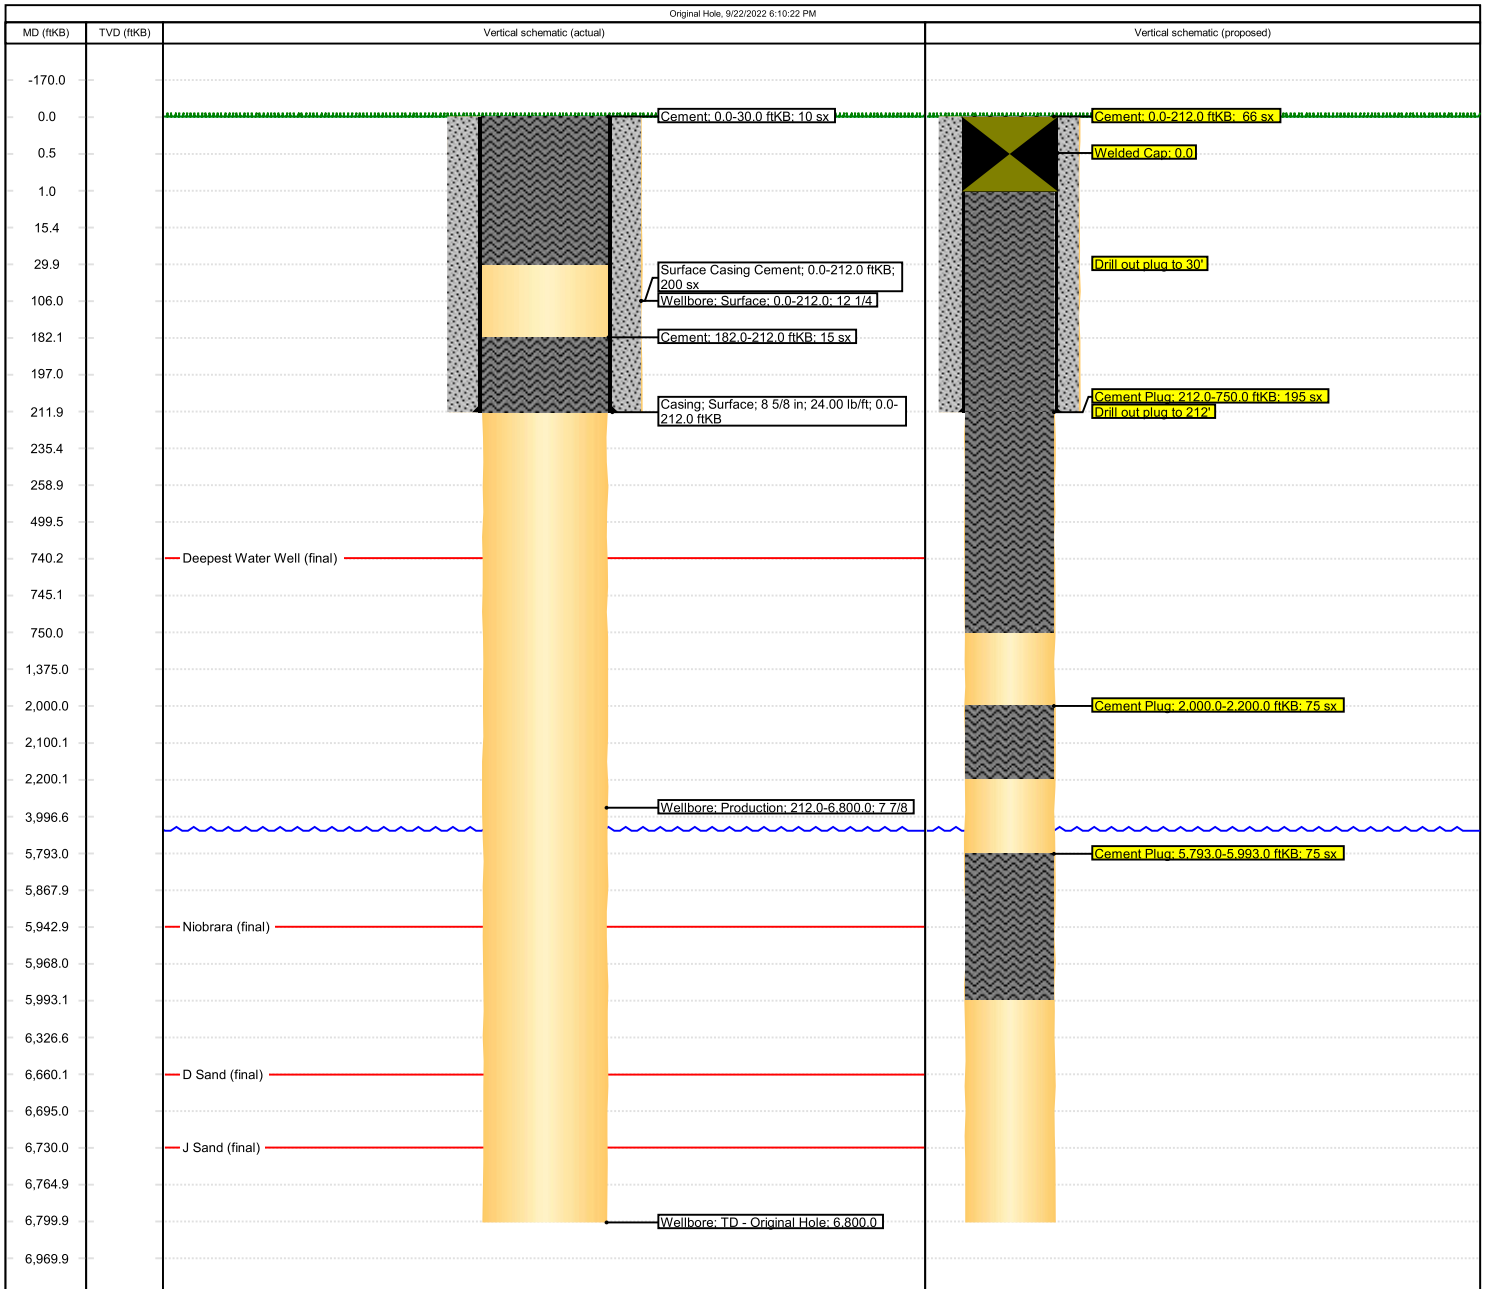 Original Hole, 9/22/2022 6:10:22 PM
MD (ftKB)
TVD (ftKB)
Vertical schematic (actual)
Vertical schematic (proposed)
-170.0
0.0
0.5
1.0
15.4
29.9
106.0
182.1
197.0
211.9
235.4
258.9
499.5
740.2
745.1
750.0
1,375.0
2,000.0
2,100.1
2,200.1
3,996.6
5,793.0
5,867.9
5,942.9
5,968.0
5,993.1
6,326.6
6,660.1
6,695.0
6,730.0
6,764.9
6,799.9
6,969.9
Deepest Water Well (final)
Niobrara (final)
D Sand (final)
J Sand (final)
Cement; 0.0-30.0 ftKB; 10 sx
Surface Casing Cement; 0.0-212.0 ftKB;
200 sx
Wellbore; Surface; 0.0-212.0; 12 1/4
Cement; 182.0-212.0 ftKB; 15 sx
Casing; Surface; 8 5/8 in; 24.00 lb/ft; 0.0-
212.0 ftKB
Wellbore; Production; 212.0-6,800.0; 7 7/8
Wellbore; TD - Original Hole; 6,800.0
Cement; 0.0-212.0 ftKB; 66 sx
Welded Cap; 0.0
Drill out plug to 30'
Cement Plug; 212.0-750.0 ftKB; 195 sx
Drill out plug to 212'
Cement Plug; 2,000.0-2,200.0 ftKB; 75 sx
Cement Plug; 5,793.0-5,993.0 ftKB; 75 sx